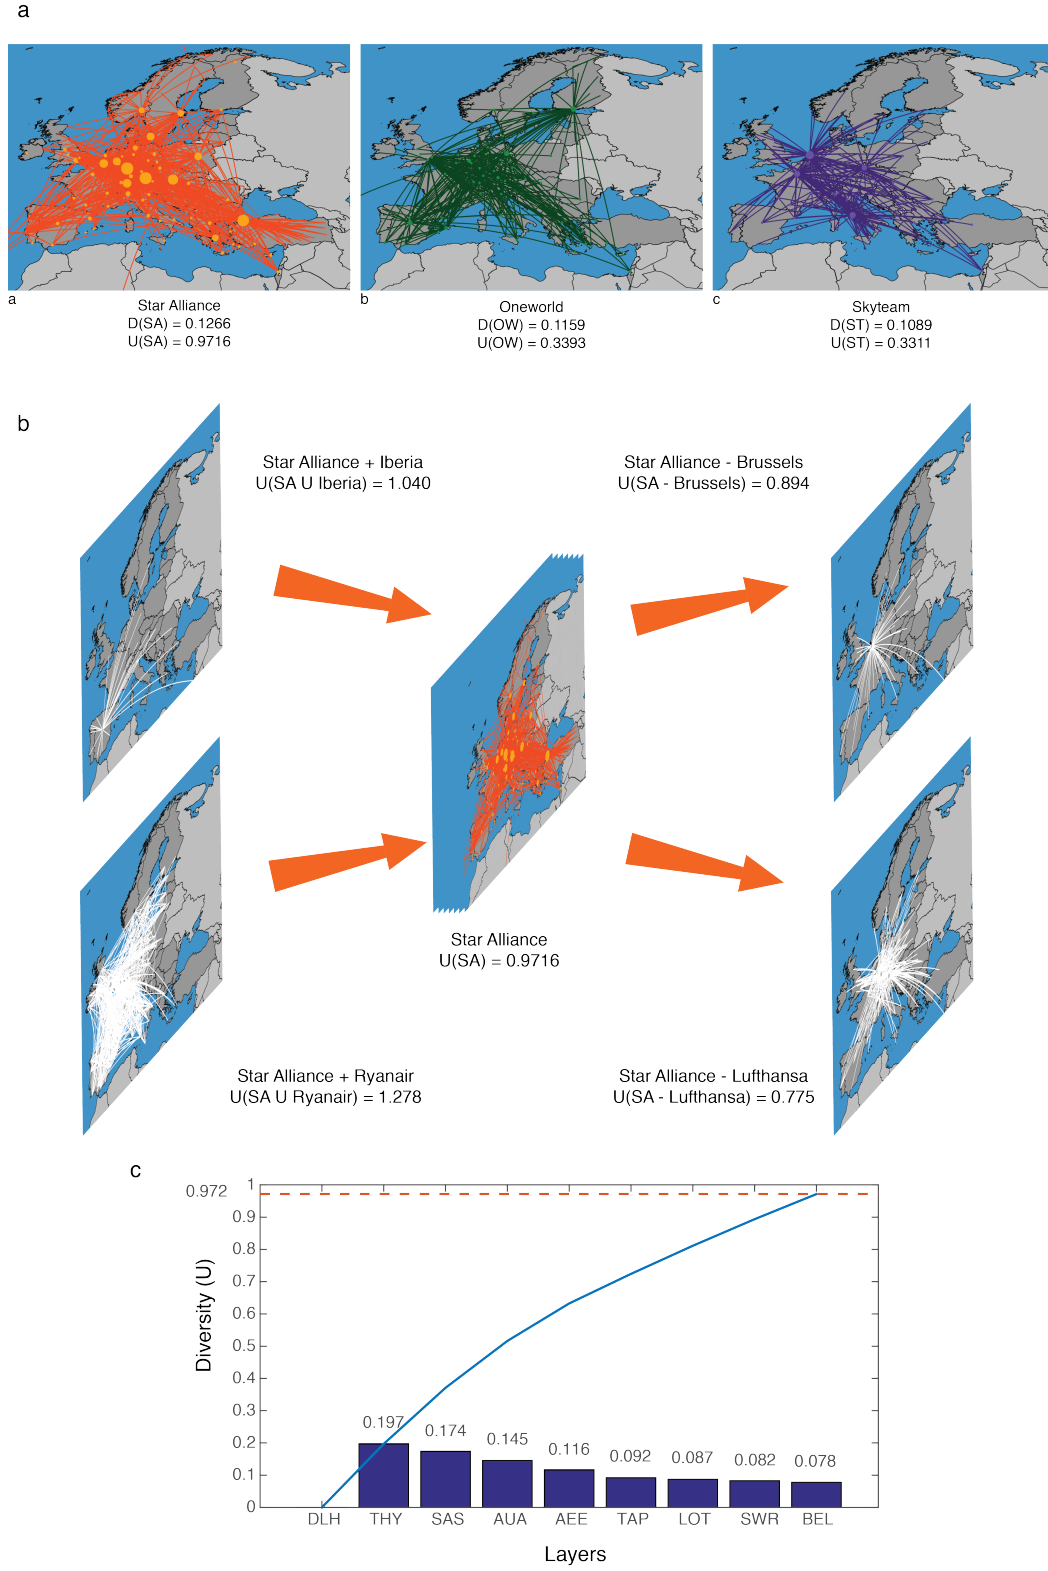 a
a
Star Alliance
D(SA) = 0.1266
U(SA) = 0.9716
b
Oneworld
D(OW) = 0.1159
U(OW) = 0.3393
c
Skyteam
D(ST) = 0.1089
U(ST) = 0.3311
b
Star Alliance + Iberia
U(SA U Iberia) = 1.040
Star Alliance - Brussels
U(SA - Brussels) = 0.894
Star Alliance
U(SA) = 0.9716
Star Alliance + Ryanair
U(SA U Ryanair) = 1.278
Star Alliance - Lufthansa
U(SA - Lufthansa) = 0.775
c
0.972
1
0.9
0.8
0.7
0.6
0.5
0.4
0.3
0.2
0.1
0
Diversity (U)
0.197
0.174
0.145
0.116
0.092
0.087
0.082
0.078
DLH THY SAS AUA AEE TAP LOT SWR BEL
Layers